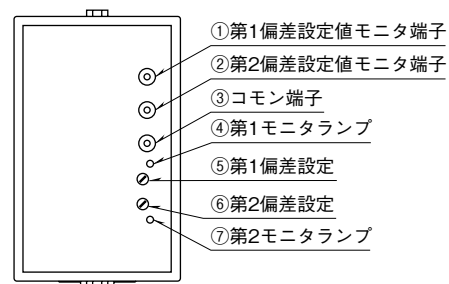 ①第1偏差設定値モニタ端子
②第2偏差設定値モニタ端子
③コモン端子
④第1モニタランプ
⑤第1偏差設定
⑥第2偏差設定
⑦第2モニタランプ